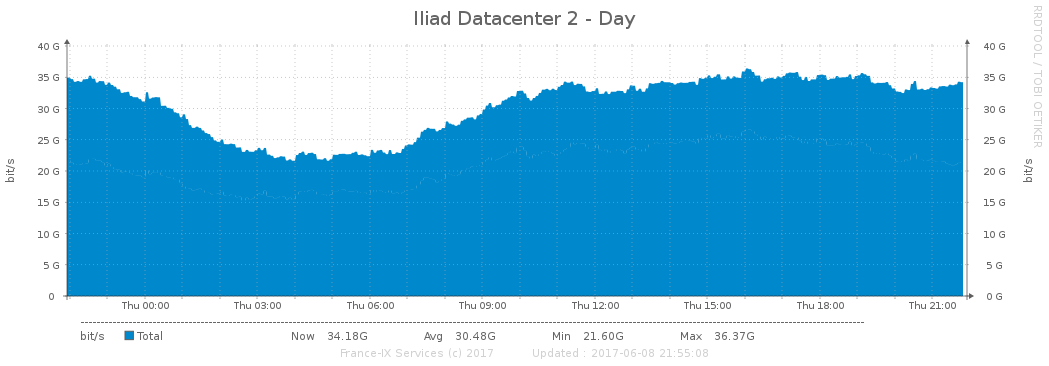 Iliad Datacenter 2 - Day
RRDTOOL / TOBI OETIKER
40 G 40 G
35 G 35 G
30 G 30 G
25 G 25 G
20 G 20 G
15 G 15 G
10 G 10 G
5 G 5 G
0 0 G
bit/s bit/s
Thu 00:00 Thu 03:00 Thu 06:00 Thu 09:00 Thu 12:00 Thu 15:00 Thu 18:00 Thu 21:00
bit/s Total Now 34.18G Avg 30.48G Min 21.60G Max 36.37G
France-IX Services (c) 2017 Updated : 2017-06-08 21:55:08